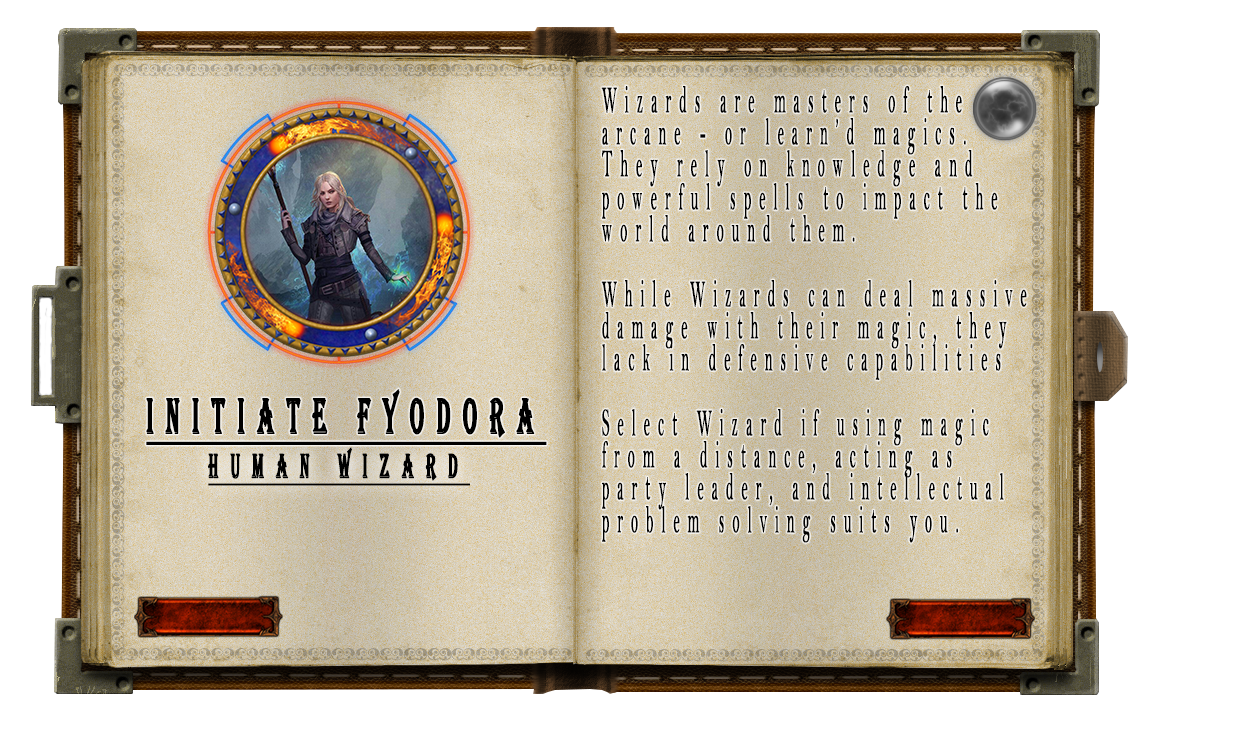 INITIATE FYODORA
HUMAN WIZARD
Wizards are masters of the
arcane - or learn'd magics.
They rely on knowledge and
powerful spells to impact the
world around them.
While Wizards can deal massive
damage with their magic, they
lack in defensive capabilities
Select Wizard if using magic
from a distance, acting as
party leader, and intellectual
problem solving suits you.